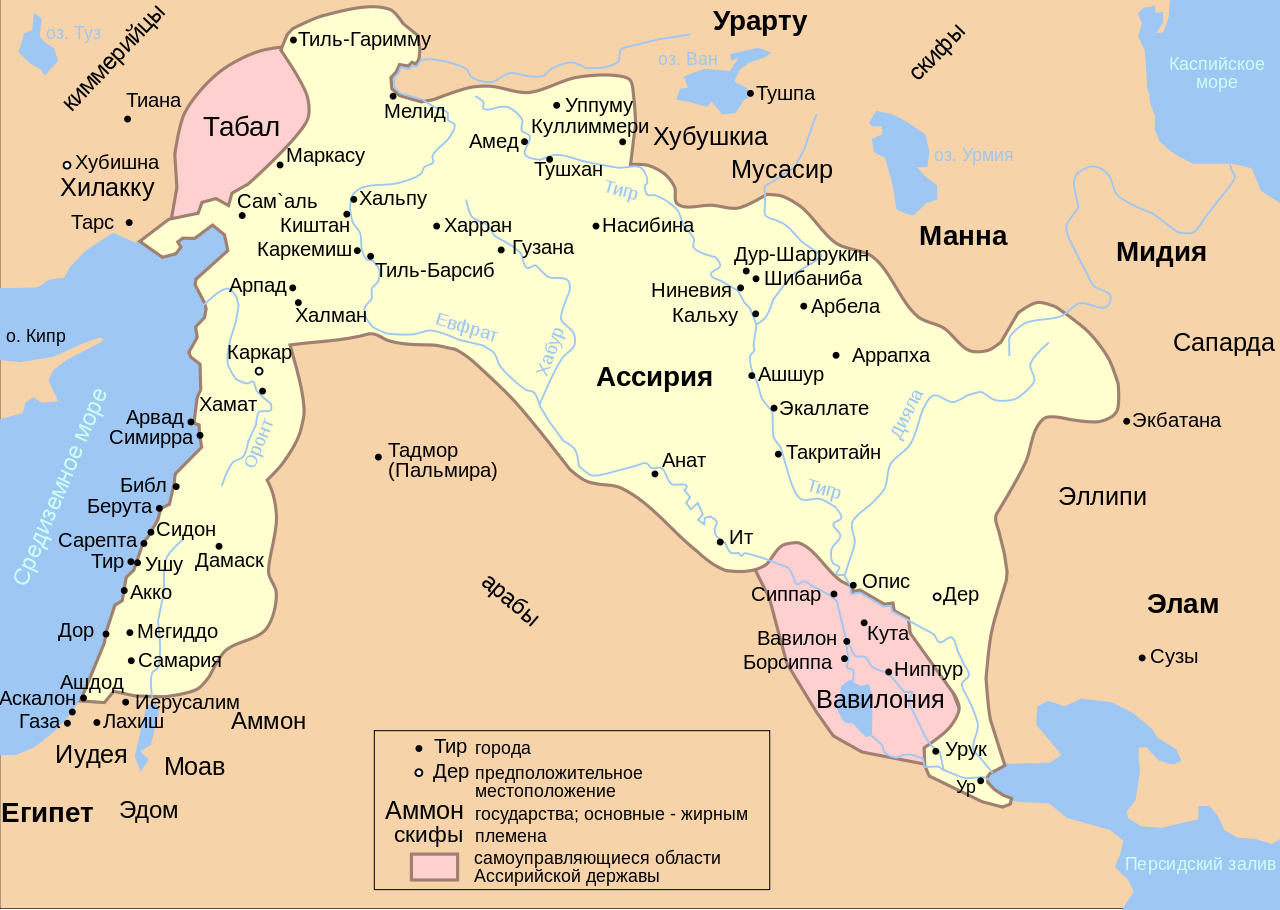 киммерийцы
оз. Туз
Урарту
скифы
Каспийское
море
Тиль-Гаримму
оз. Ван
Тушпа
Тиана
Табал
Мелид
Уппуму
Куллиммери
Хубушкиа
Амед
Тушхан
Мусасир
оз. Урмия
Хубишна
Хилакку
Маркасу
Тигр
Тарс
Сам`аль
Хальпу
Киштан
Харран
Насибина
Манна
Мидия
Каркемиш
Гузана
Тиль-Барсиб
Дур-Шаррукин
Шибаниба
Арпад
Ниневия
Арбела
Халман
Кальху
Евфрат
о. Кипр
Хабур
Каркар
Аррапха
Сапарда
Ассирия
Ашшур
Хамат
Экаллате
Дияла
Арвад
Симирра
Оронт
Экбатана
Средиземное море
Тадмор
(Пальмира)
Анат
Такритайн
Библ
Тигр
Эллипи
Берута
Сидон
Сарепта
Ит
Тир
Ушу
Дамаск
Акко
арабы
Сиппар
Опис
Дер
Элам
Дор
Мегиддо
Вавилон
Кута
Самария
Борсиппа
Ниппур
Сузы
Ашдод
Аскалон
Иерусалим
Вавилония
Газа
Лахиш
Аммон
Иудея
Моав
Урук
Ур
Египет
Эдом
Персидский залив
Тир города
Дер предположительное
местоположение
Аммон государства; основные - жирным
скифы племена
самоуправляющиеся области
Ассирийской державы